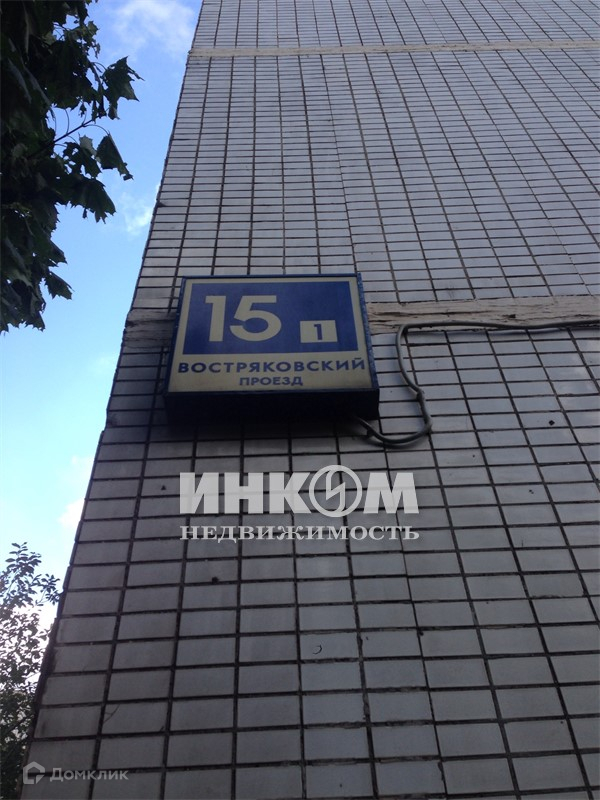 15 1
ВОСТРЯКОВСКИЙ
ПРОЕЗД
ИНКОМ
НЕДВИЖИМОСТЬ
Домклик